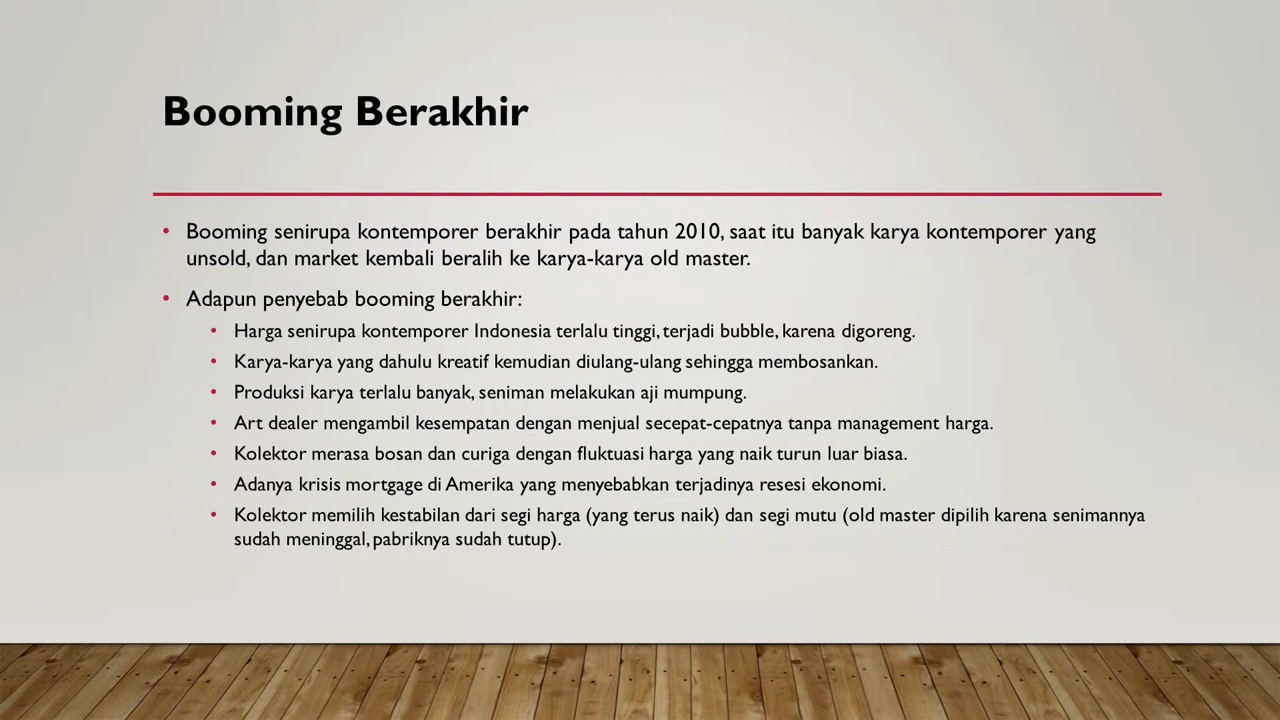 Booming Berakhir
• Booming senirupa kontemporer berakhir pada tahun 2010, saat itu banyak karya kontemporer yang
unsold, dan market kembali beralih ke karya-karya old master.
• Adapun penyebab booming berakhir:
• Harga senirupa kontemporer Indonesia terlalu tinggi, terjadi bubble, karena digoreng.
• Karya-karya yang dahulu kreatif kemudian diulang-ulang sehingga membosankan.
• Produksi karya terlalu banyak, seniman melakukan aji mumpung.
• Art dealer mengambil kesempatan dengan menjual secepat-cepatnya tanpa management harga.
• Kolektor merasa bosan dan curiga dengan fluktuasi harga yang naik turun luar biasa.
• Adanya krisis mortgage di Amerika yang menyebabkan terjadinya resesi ekonomi.
• Kolektor memilih kestabilan dari segi harga (yang terus naik) dan segi mutu (old master dipilih karena senimannya
sudah meninggal, pabriknya sudah tutup).